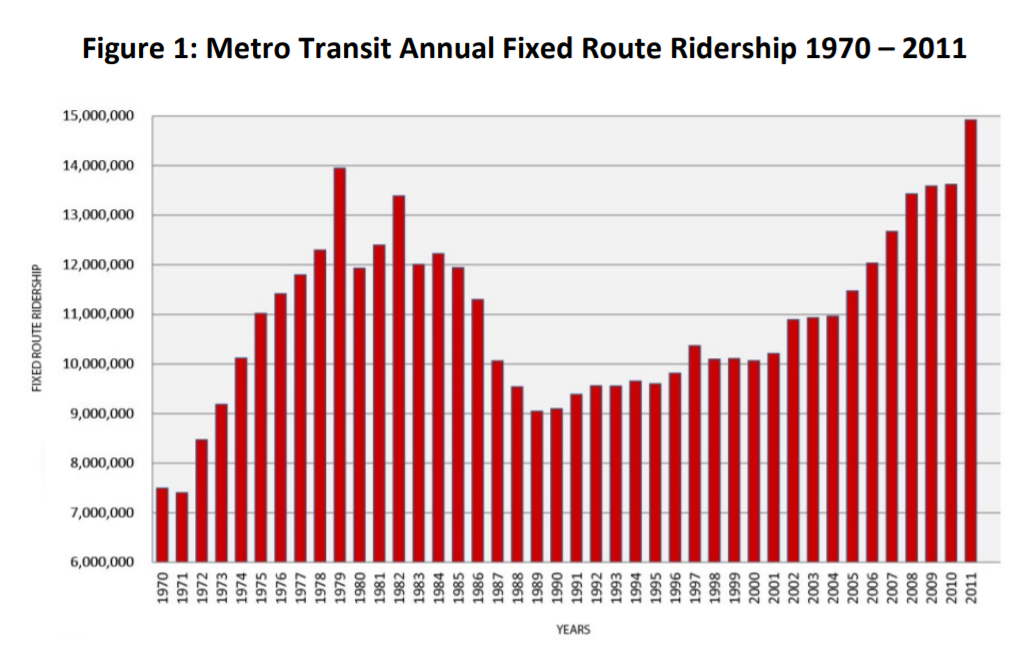 Figure 1: Metro Transit Annual Fixed Route Ridership 1970 – 2011
15,000,000
14,000,000
13,000,000
12,000,000
11,000,000
10,000,000
9,000,000
8,000,000
7,000,000
6,000,000
FIXED ROUTE RIDERSHIP
1970 1971 1972 1973 1974 1975 1976 1977 1978 1979 1980 1981 1982 1983 1984 1985 1986 1987 1988 1989 1990 1991 1992 1993 1994 1995 1996 1997 1998 1999 2000 2001 2002 2003 2004 2005 2006 2007 2008 2009 2010 2011
YEARS